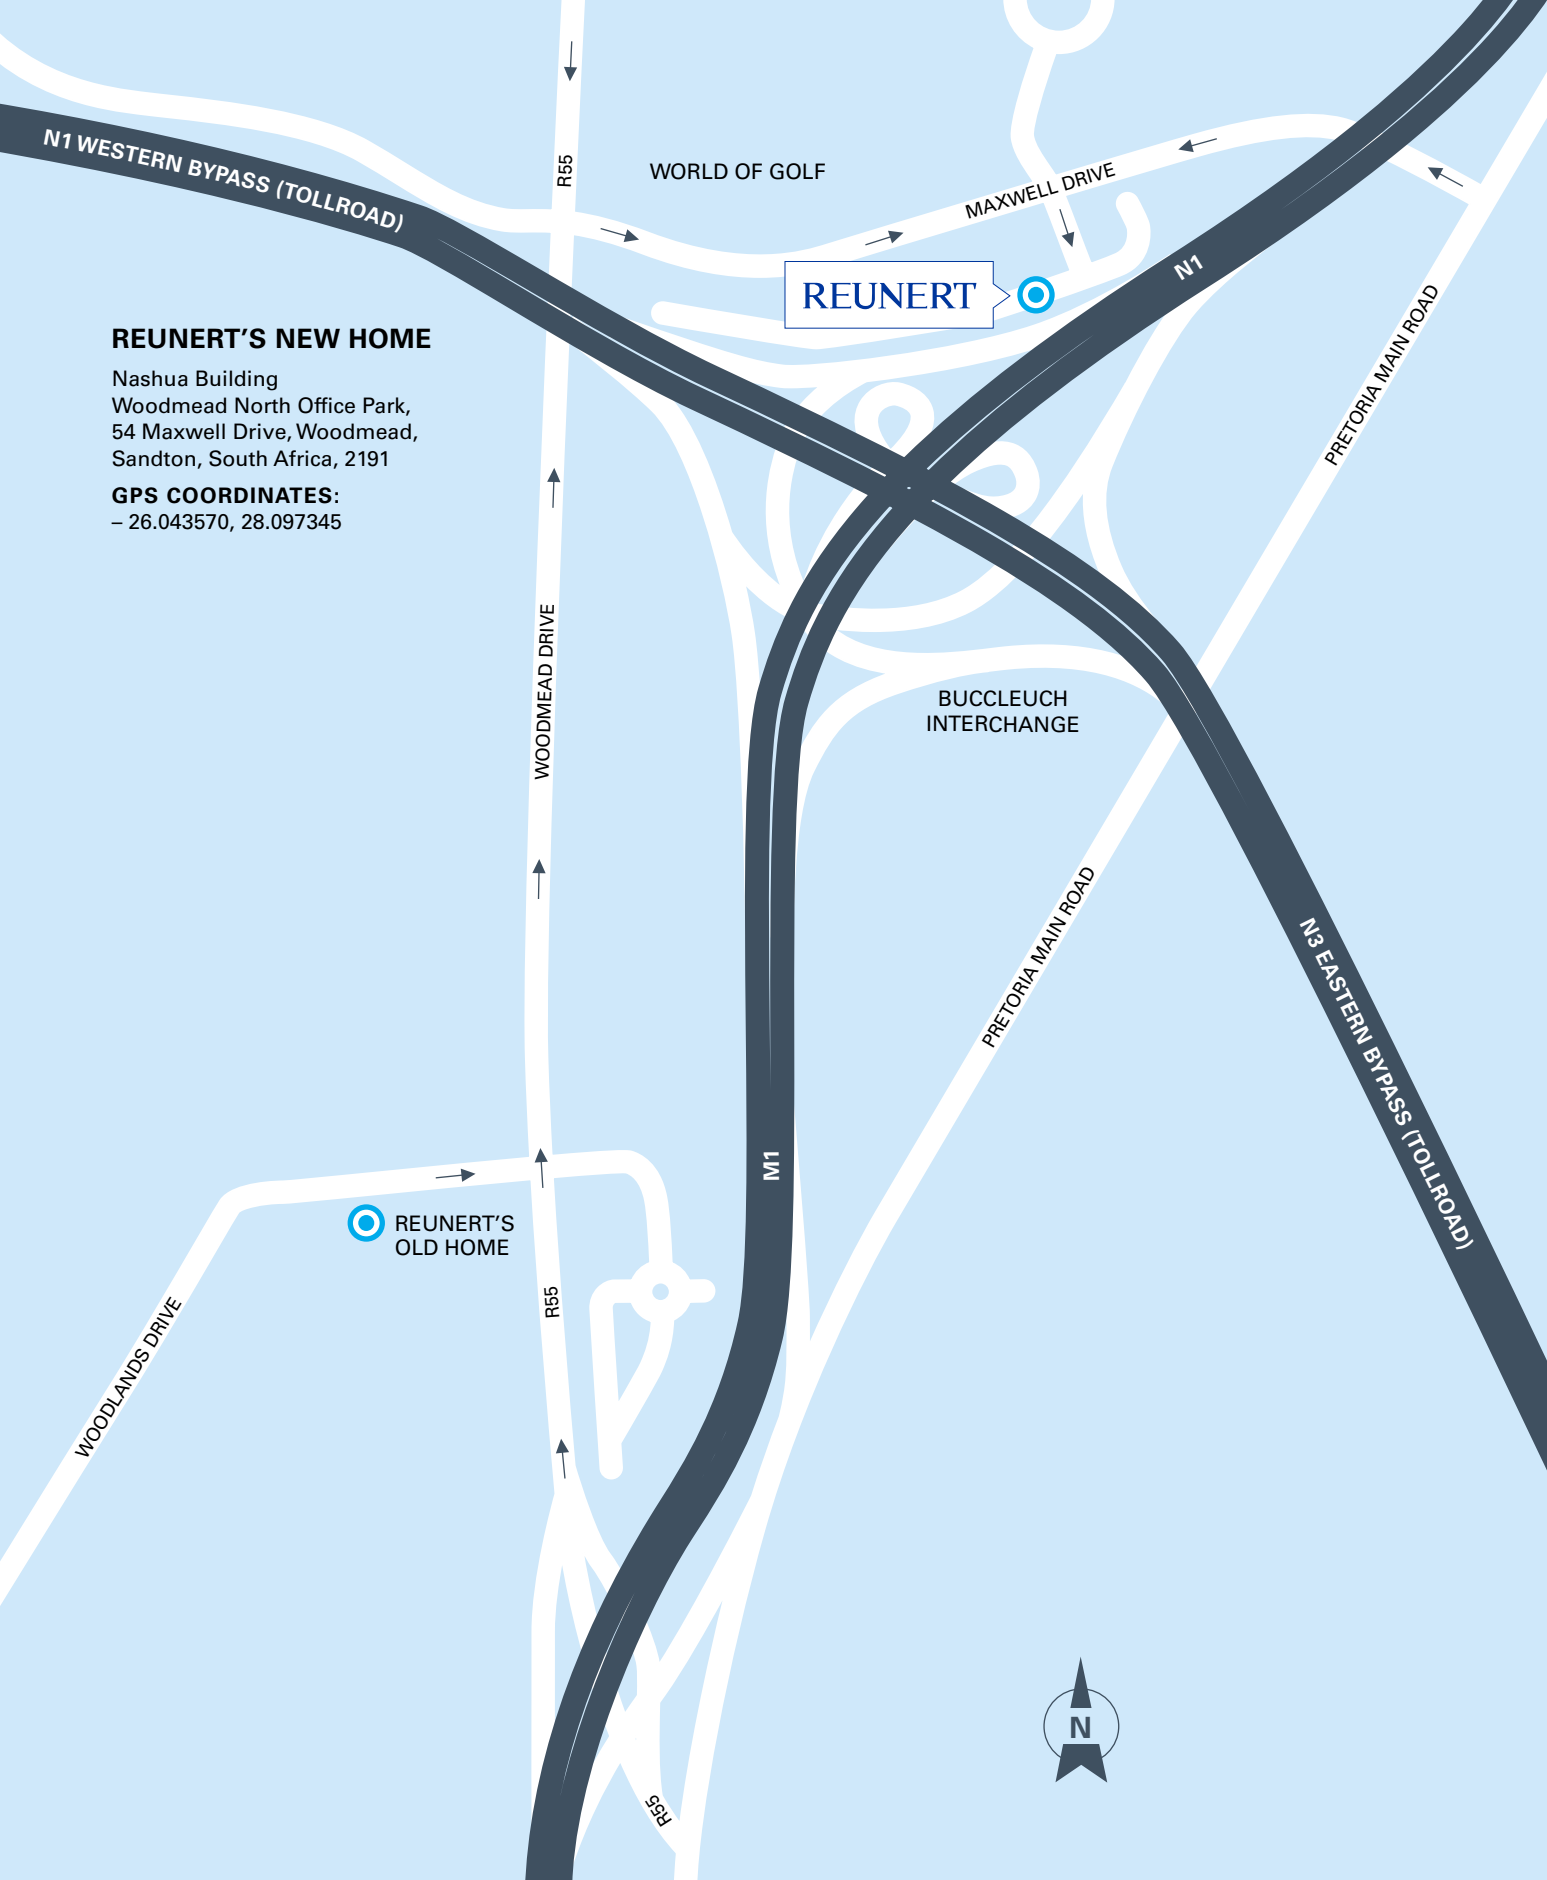 N1 WESTERN BYPASS (TOLLROAD)
R55
WORLD OF GOLF
MAXWELL DRIVE
REUNERT
N1
PRETORIA MAIN ROAD
REUNERT’S NEW HOME
Nashua Building
Woodmead North Office Park,
54 Maxwell Drive, Woodmead,
Sandton, South Africa, 2191
GPS COORDINATES:
– 26.043570, 28.097345
WOODMEAD DRIVE
BUCCLEUCH
INTERCHANGE
PRETORIA MAIN ROAD
N3 EASTERN BYPASS (TOLLROAD)
M1
REUNERT’S
OLD HOME
R55
WOODLANDS DRIVE
N
R55